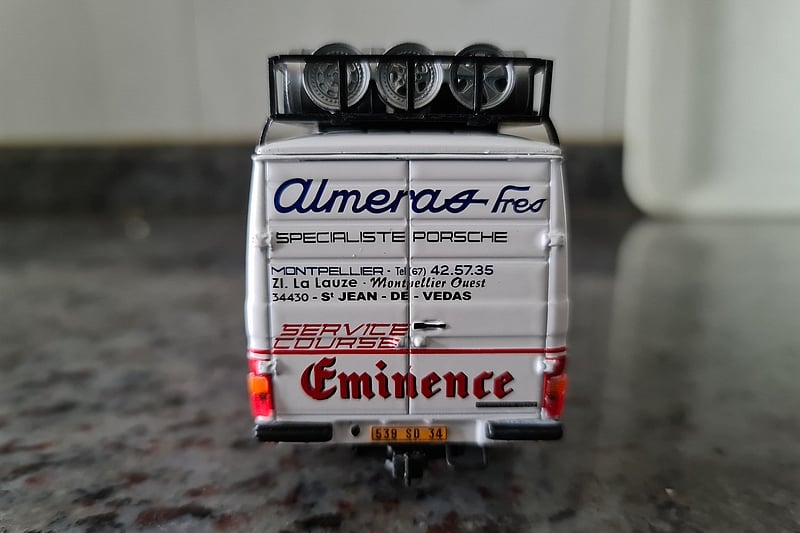 almeras Fres
SPECIALISTE PORSCHE
MONTPELLIER - Tel (67) 42.57.35
ZI. La Lauze - Montpellier Ouest
34430 - St JEAN - DE - VEDAS
SERVICE
COURSE
Eminence
539 SD 34